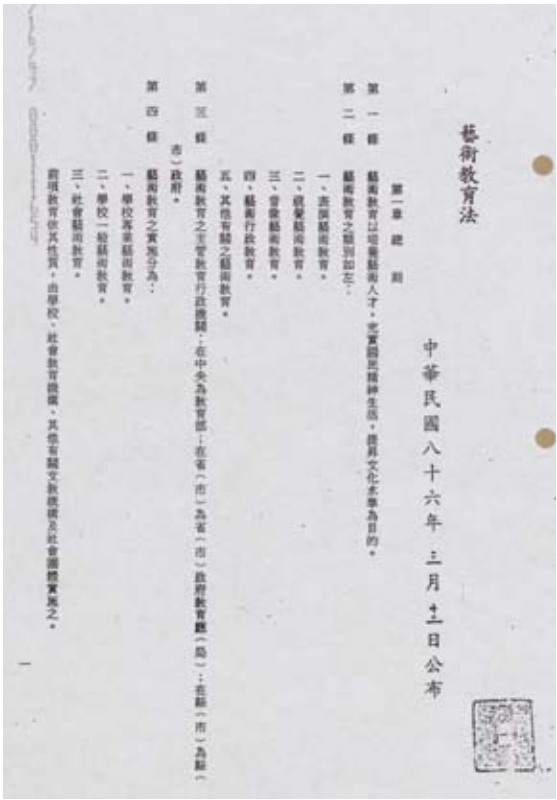 藝術教育法
中華民國八十六年三月十二日公布
第一章 總則
第一條 藝術教育以培養藝術人才,充實國民精神生活,提昇文化水準為目的。
第二條 藝術教育之類別如左:
一、表演藝術教育。
二、視覺藝術教育。
三、音像藝術教育。
四、藝術行政教育。
五、其他有關之藝術教育。
第三條 藝術教育之主管教育行政機關:在中央為教育部;在省(市)為省(市)政府教育廳(局);在縣(市)為縣(
市)政府。
第四條 藝術教育之實施分為:
一、學校專業藝術教育。
二、學校一般藝術教育。
三、社會藝術教育。
前項教育依其性質,由學校、社會教育機構、其他有關文教機構及社會團體實施之。
一